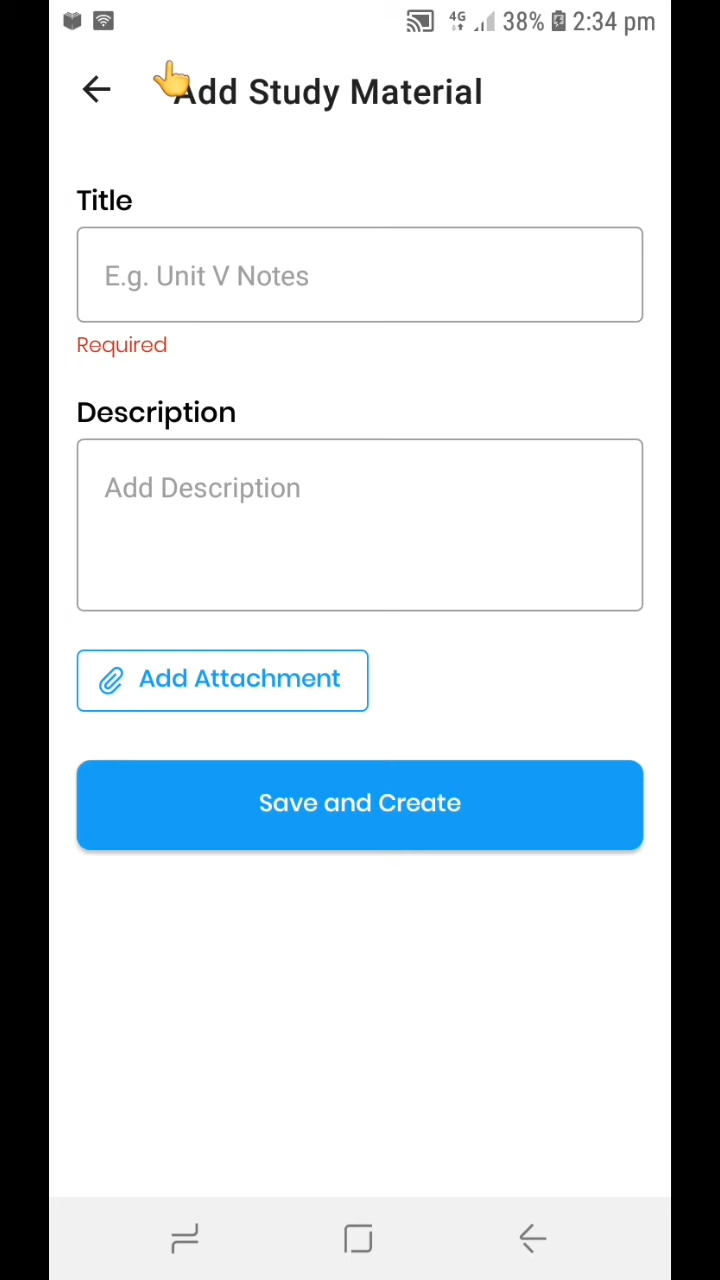 4G 38% 2:34 pm
Add Study Material
Title
E.g. Unit V Notes
Required
Description
Add Description
Add Attachment
Save and Create